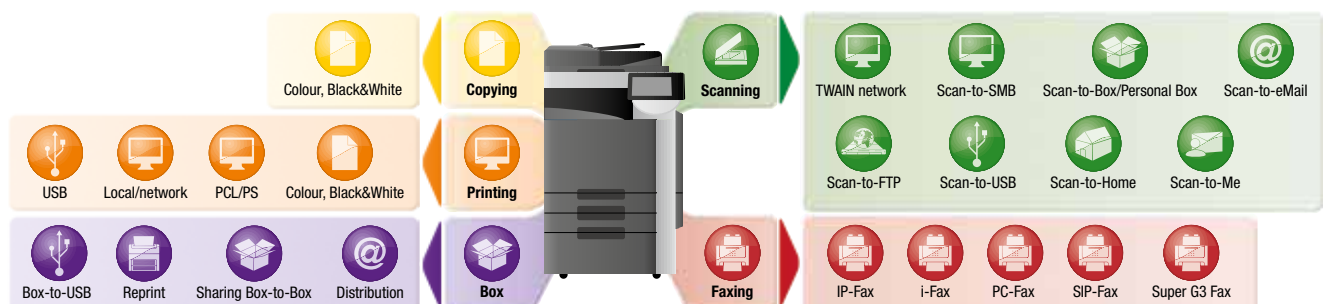 Colour, Black&White
Copying
Scanning
TWAIN network
Scan-to-SMB
Scan-to-Box/Personal Box
Scan-to-eMail
USB
Local/network
PCL/PS
Colour, Black&White
Printing
Scan-to-FTP
Scan-to-USB
Scan-to-Home
Scan-to-Me
Box-to-USB
Reprint
Sharing Box-to-Box
Distribution
Box
Faxing
IP-Fax
i-Fax
PC-Fax
SIP-Fax
Super G3 Fax